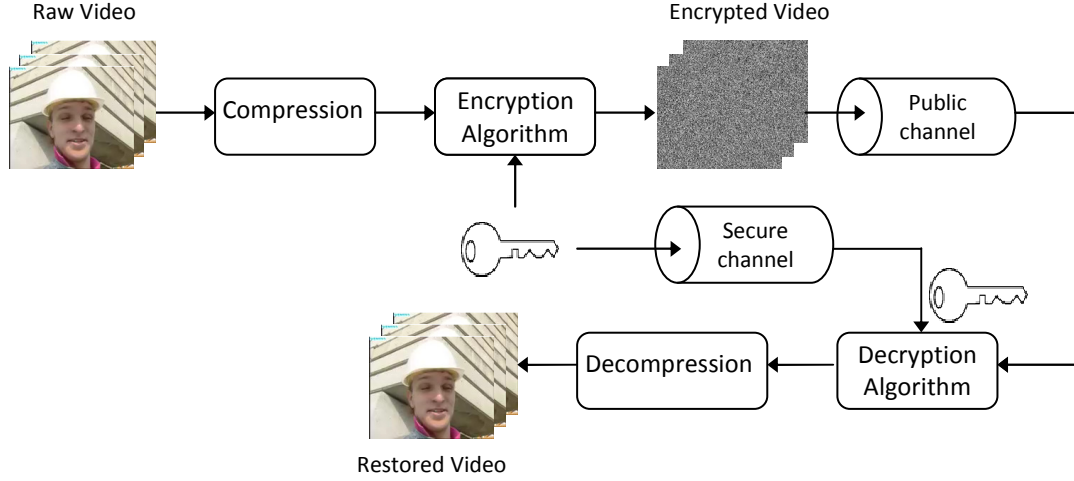 Raw Video
Encrypted Video
Compression
Encryption
Algorithm
Public
channel
Secure
channel
Decompression
Decryption
Algorithm
Restored Video